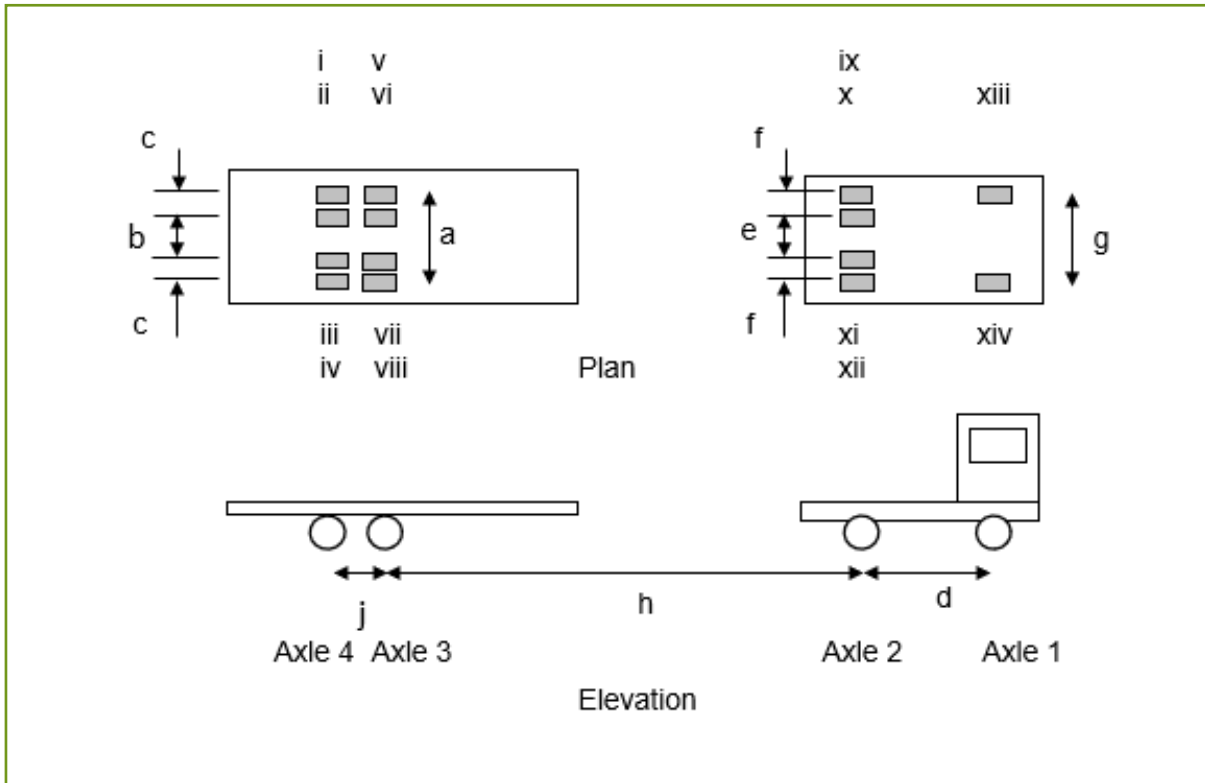 i v ix
ii vi x xiii
c f
b a e g
c f
iii vii xi xiv
iv viii Plan xii
j h d
Axle 4 Axle 3 Axle 2 Axle 1
Elevation